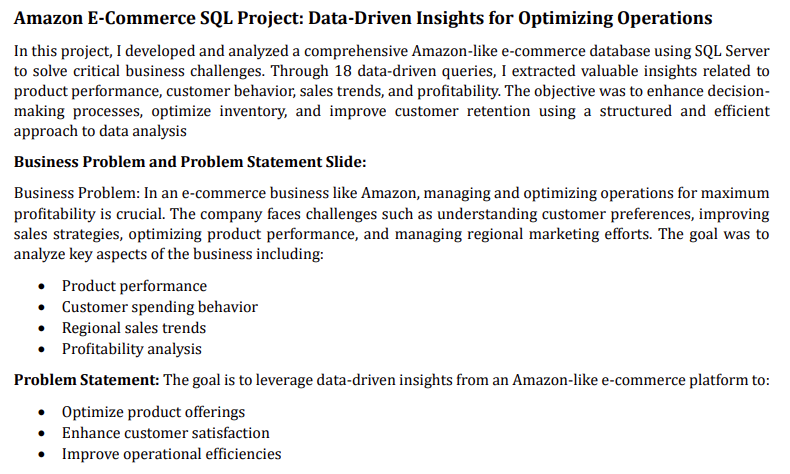 Amazon E-Commerce SQL Project: Data-Driven Insights for Optimizing Operations
In this project, I developed and analyzed a comprehensive Amazon-like e-commerce database using SQL Server
to solve critical business challenges. Through 18 data-driven queries, I extracted valuable insights related to
product performance, customer behavior, sales trends, and profitability. The objective was to enhance decision-
making processes, optimize inventory, and improve customer retention using a structured and efficient
approach to data analysis
Business Problem and Problem Statement Slide:
Business Problem: In an e-commerce business like Amazon, managing and optimizing operations for maximum
profitability is crucial. The company faces challenges such as understanding customer preferences, improving
sales strategies, optimizing product performance, and managing regional marketing efforts. The goal was to
analyze key aspects of the business including:
• Product performance
• Customer spending behavior
• Regional sales trends
• Profitability analysis
Problem Statement: The goal is to leverage data-driven insights from an Amazon-like e-commerce platform to:
• Optimize product offerings
• Enhance customer satisfaction
• Improve operational efficiencies